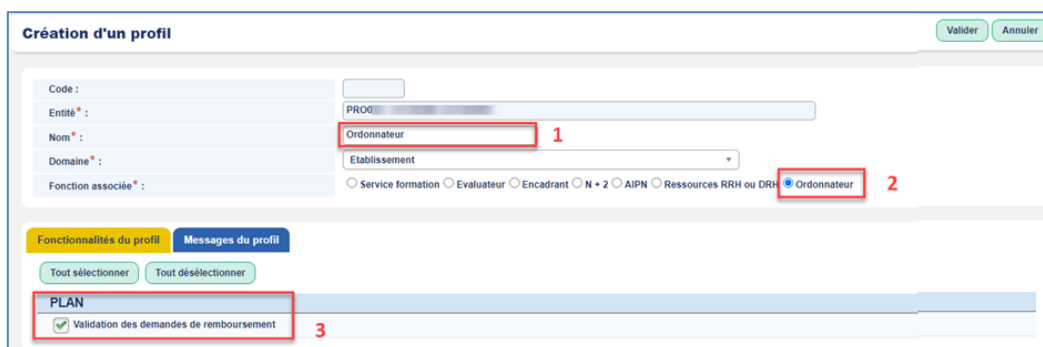 Création d'un profil
Valider Annuler
Code :
Entité* : PRO0
Nom* : Ordonnateur 1
Domaine* : Etablissement
Fonction associée* : Service formation Evaluateur Encadrant N + 2 AIPN Ressources RRH ou DRH Ordonnateur 2
Fonctionnalités du profil Messages du profil
Tout sélectionner Tout désélectionner
PLAN
Validation des demandes de remboursement 3